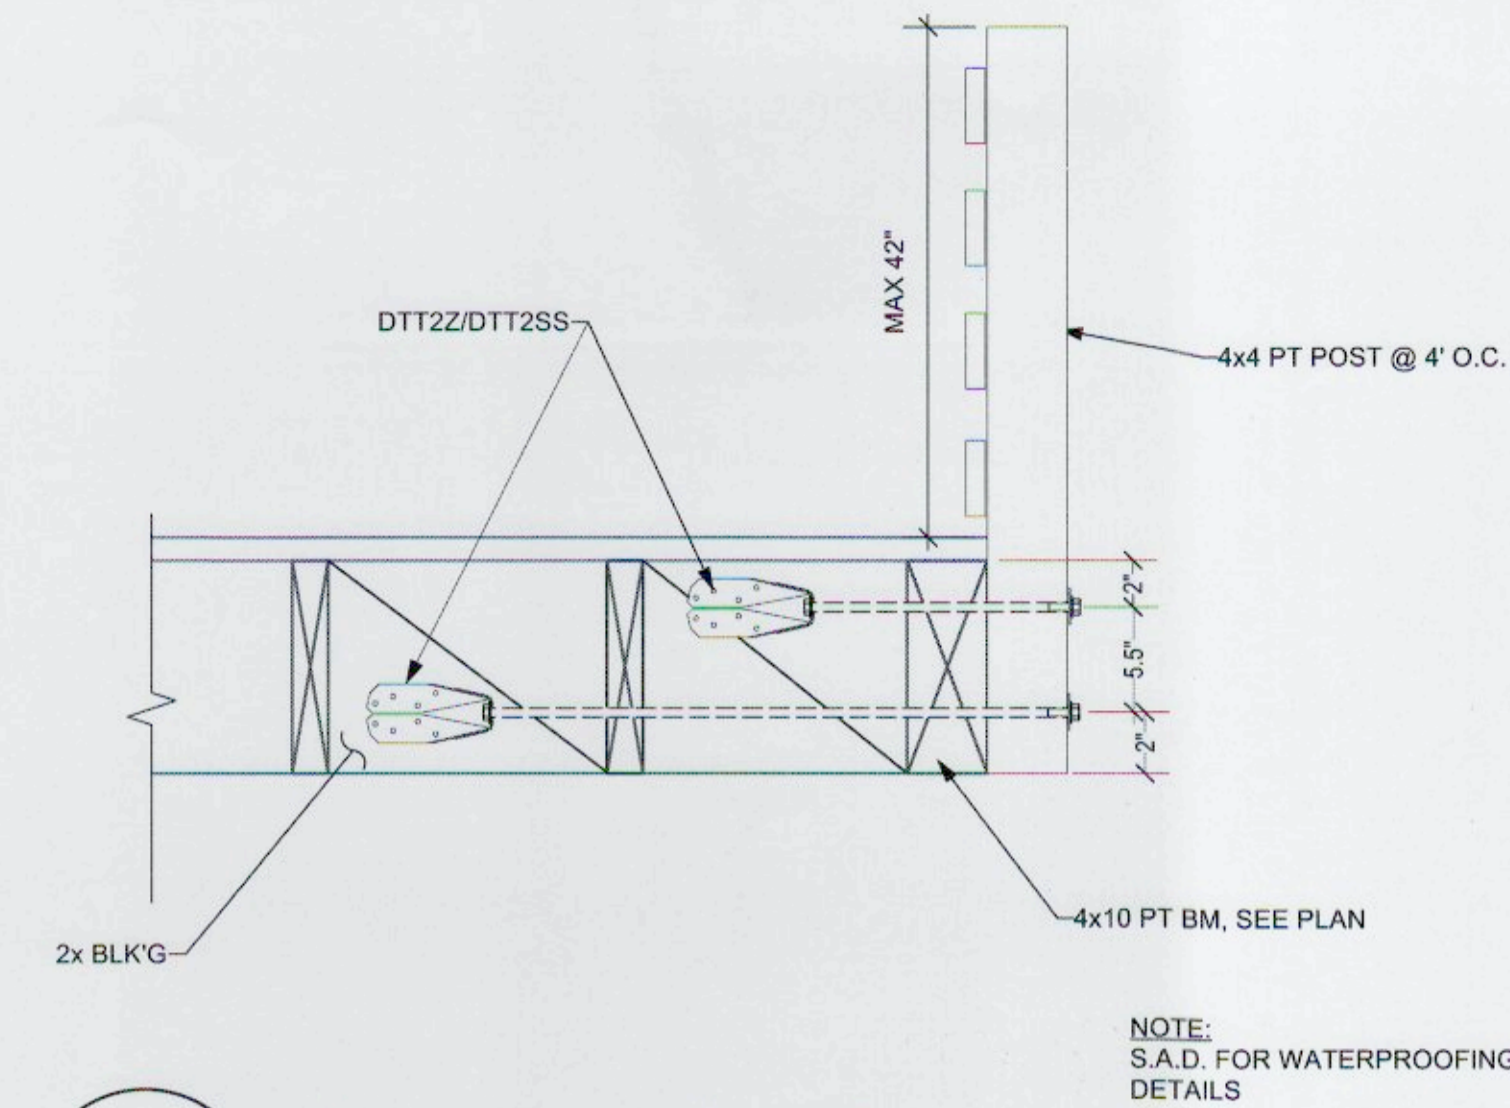 MAX 42"
DTT2Z/DTT2SS
4x4 PT POST @ 4' O.C.
2"
5.5"
2"
4x10 PT BM, SEE PLAN
2x BLK'G
NOTE:
S.A.D. FOR WATERPROOFING
DETAILS